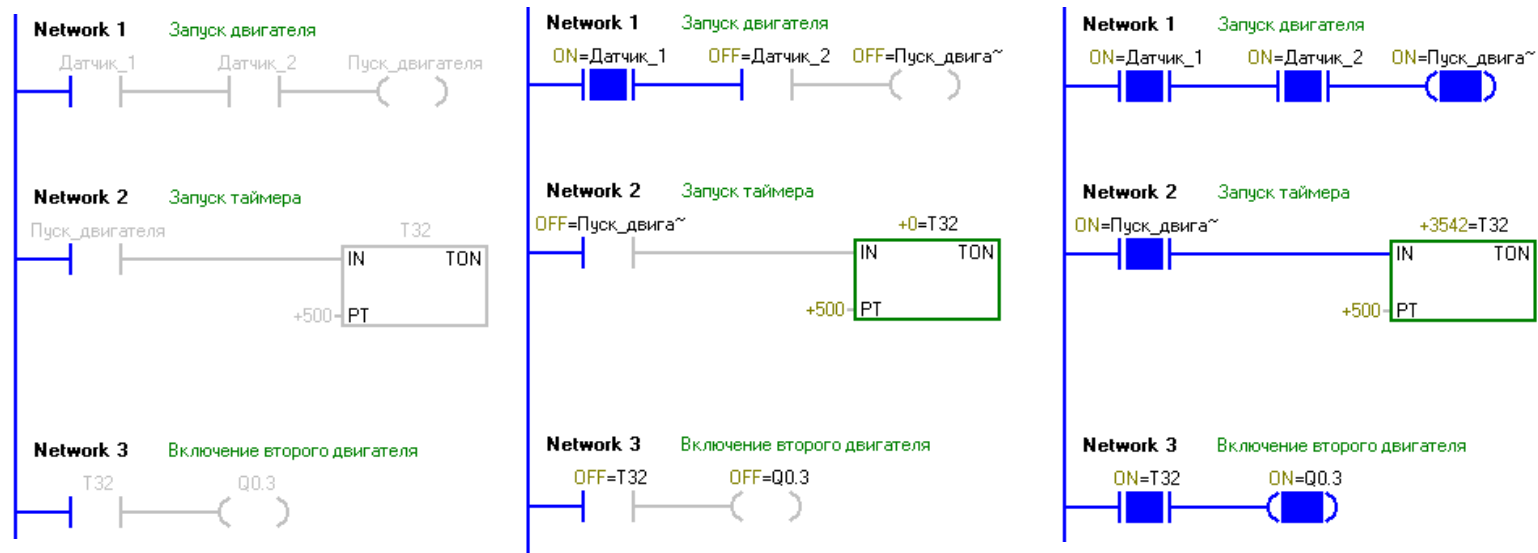 Network 1 Запуск двигателя
Датчик_1 Датчик_2 Пуск_двигателя
Network 2 Запуск таймера
Пуск_двигателя T32
IN TON
+500 PT
Network 3 Включение второго двигателя
T32 Q0.3
Network 1 Запуск двигателя
ON=Датчик_1 OFF=Датчик_2 OFF=Пуск_двига~
Network 2 Запуск таймера
OFF=Пуск_двига~ +0=T32
IN TON
+500 PT
Network 3 Включение второго двигателя
OFF=T32 OFF=Q0.3
Network 1 Запуск двигателя
ON=Датчик_1 ON=Датчик_2 ON=Пуск_двига~
Network 2 Запуск таймера
ON=Пуск_двига~ +3542=T32
IN TON
+500 PT
Network 3 Включение второго двигателя
ON=T32 ON=Q0.3